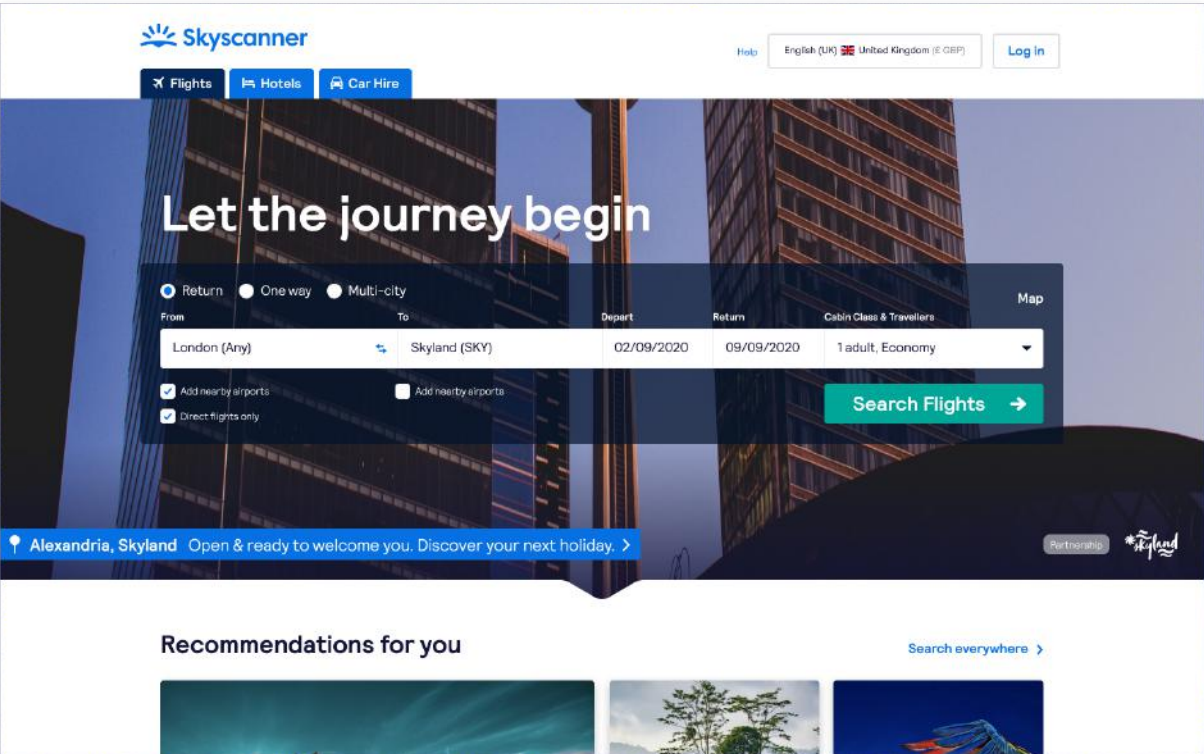 Skyscanner
Help English (UK) United Kingdom (£ GBP) Log In
Flights Hotels Car Hire
Let the journey begin
Return One way Multi-city
Map
From To Depart Return Cabin Class & Travellers
London (Any) Skyland (SKY) 02/09/2020 09/09/2020 1 adult, Economy
Add nearby airports Add nearby airports
Direct flights only
Search Flights
Alexandria, Skyland Open & ready to welcome you. Discover your next holiday.
Partnership skyland
Recommendations for you
Search everywhere